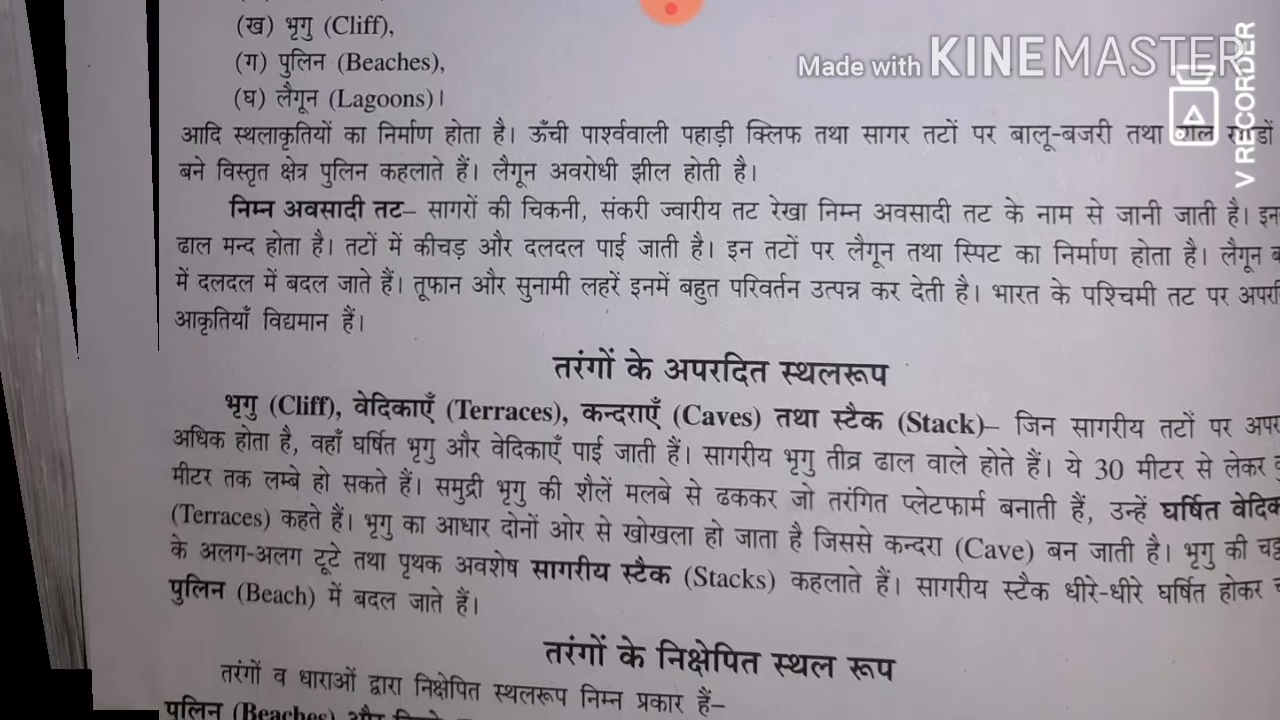 (ख) भृगु (Cliff),
Made with KINEMASTER
V RECORDER
(ग) पुलिन (Beaches),
(घ) लैगून (Lagoons)।
आदि स्थलाकृतियों का निर्माण होता है। ऊँची पार्श्ववाली पहाड़ी क्लिफ तथा सागर तटों पर बालू-बजरी तथा
बने विस्तृत क्षेत्र पुलिन कहलाते हैं। लैगून अवरोधी झील होती है।
निम्न अवसादी तट– सागरों की चिकनी, संकरी ज्वारीय तट रेखा निम्न अवसादी तट के नाम से जानी जाती है।
ढाल मन्द होता है। तटों में कीचड़ और दलदल पाई जाती है। इन तटों पर लैगून तथा स्पिट का निर्माण होता है। लैगून
में दलदल में बदल जाते हैं। तूफान और सुनामी लहरें इनमें बहुत परिवर्तन उत्पन्न कर देती है। भारत के पश्चिमी तट पर
आकृतियाँ विद्यमान हैं।
तरंगों के अपरदित स्थलरूप
भृगु (Cliff), वेदिकाएँ (Terraces), कन्दराएँ (Caves) तथा स्टैक (Stack)– जिन सागरीय तटों पर
अधिक होता है, वहाँ घर्षित भृगु और वेदिकाएँ पाई जाती हैं। सागरीय भृगु तीव्र ढाल वाले होते हैं। ये 30 मीटर से लेकर
मीटर तक लम्बे हो सकते हैं। समुद्री भृगु की शैलें मलबे से ढककर जो तरंगित प्लेटफार्म बनाती हैं, उन्हें घर्षित
(Terraces) कहते हैं। भृगु का आधार दोनों ओर से खोखला हो जाता है जिससे कन्दरा (Cave) बन जाती है। भृगु की
के अलग-अलग टूटे तथा पृथक अवशेष सागरीय स्टैक (Stacks) कहलाते हैं। सागरीय स्टैक धीरे-धीरे घर्षित होकर
पुलिन (Beach) में बदल जाते हैं।
तरंगों के निक्षेपित स्थल रूप
तरंगों व धाराओं द्वारा निक्षेपित स्थलरूप निम्न प्रकार हैं–
पुलिन (Beaches) और